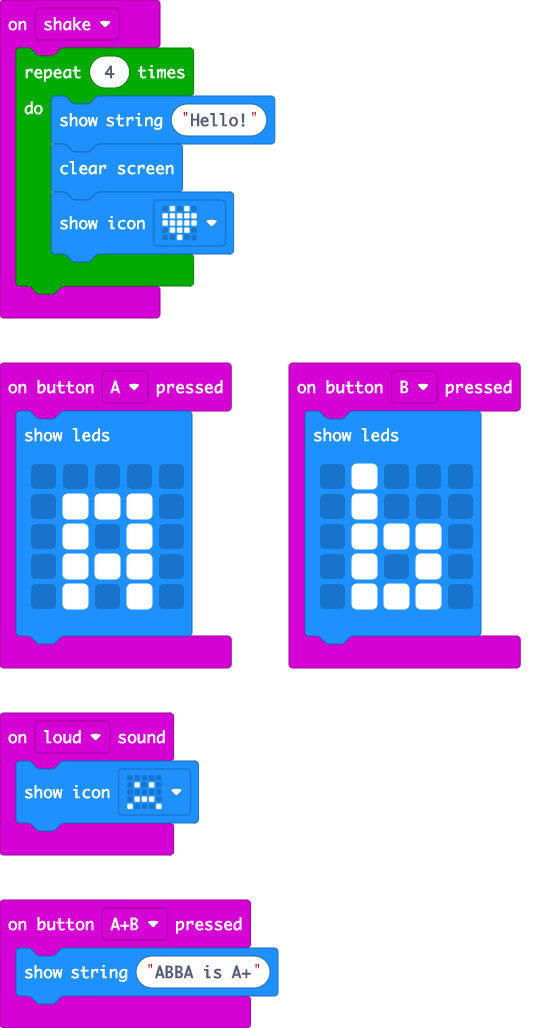 on shake
repeat 4 times
do
show string "Hello!"
clear screen
show icon
on button A pressed
show leds
on button B pressed
show leds
on loud sound
show icon
on button A+B pressed
show string "ABBA is A+"